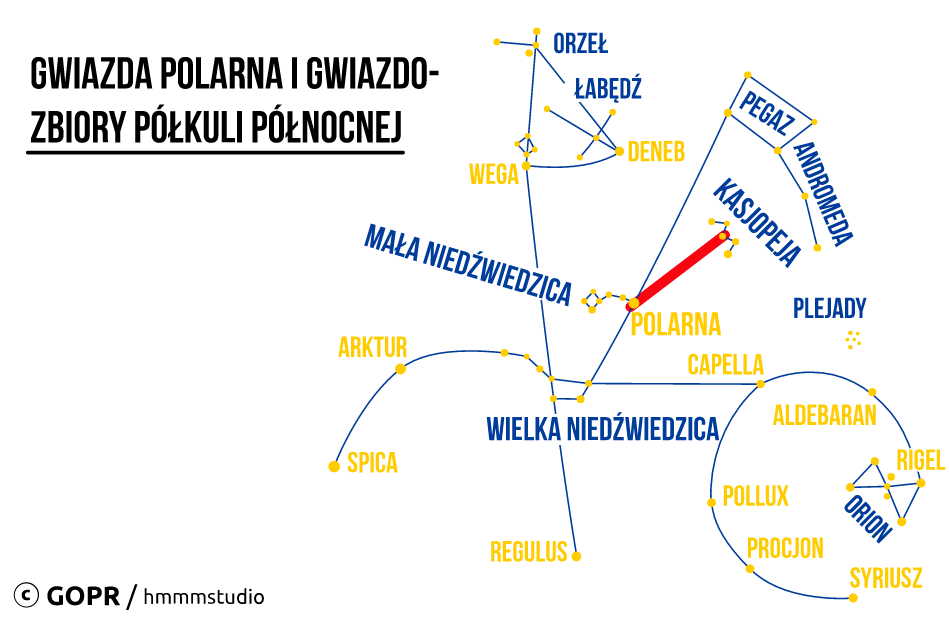 GWIAZDA POLARNA I GWIAZDO-
ZBIORY PÓŁKULI PÓŁNOCNEJ
ORZEŁ
ŁABĘDŹ
DENEB
WEGA
PEGAZ
ANDROMEDA
KASJOPEJA
MAŁA NIEDŹWIEDZICA
POLARNA
PLEJADY
ARKTUR
CAPELLA
ALDEBARAN
WIELKA NIEDŹWIEDZICA
SPICA
RIGEL
POLLUX
ORION
REGULUS
PROCJON
SYRIUSZ
© GOPR / hmmmstudio